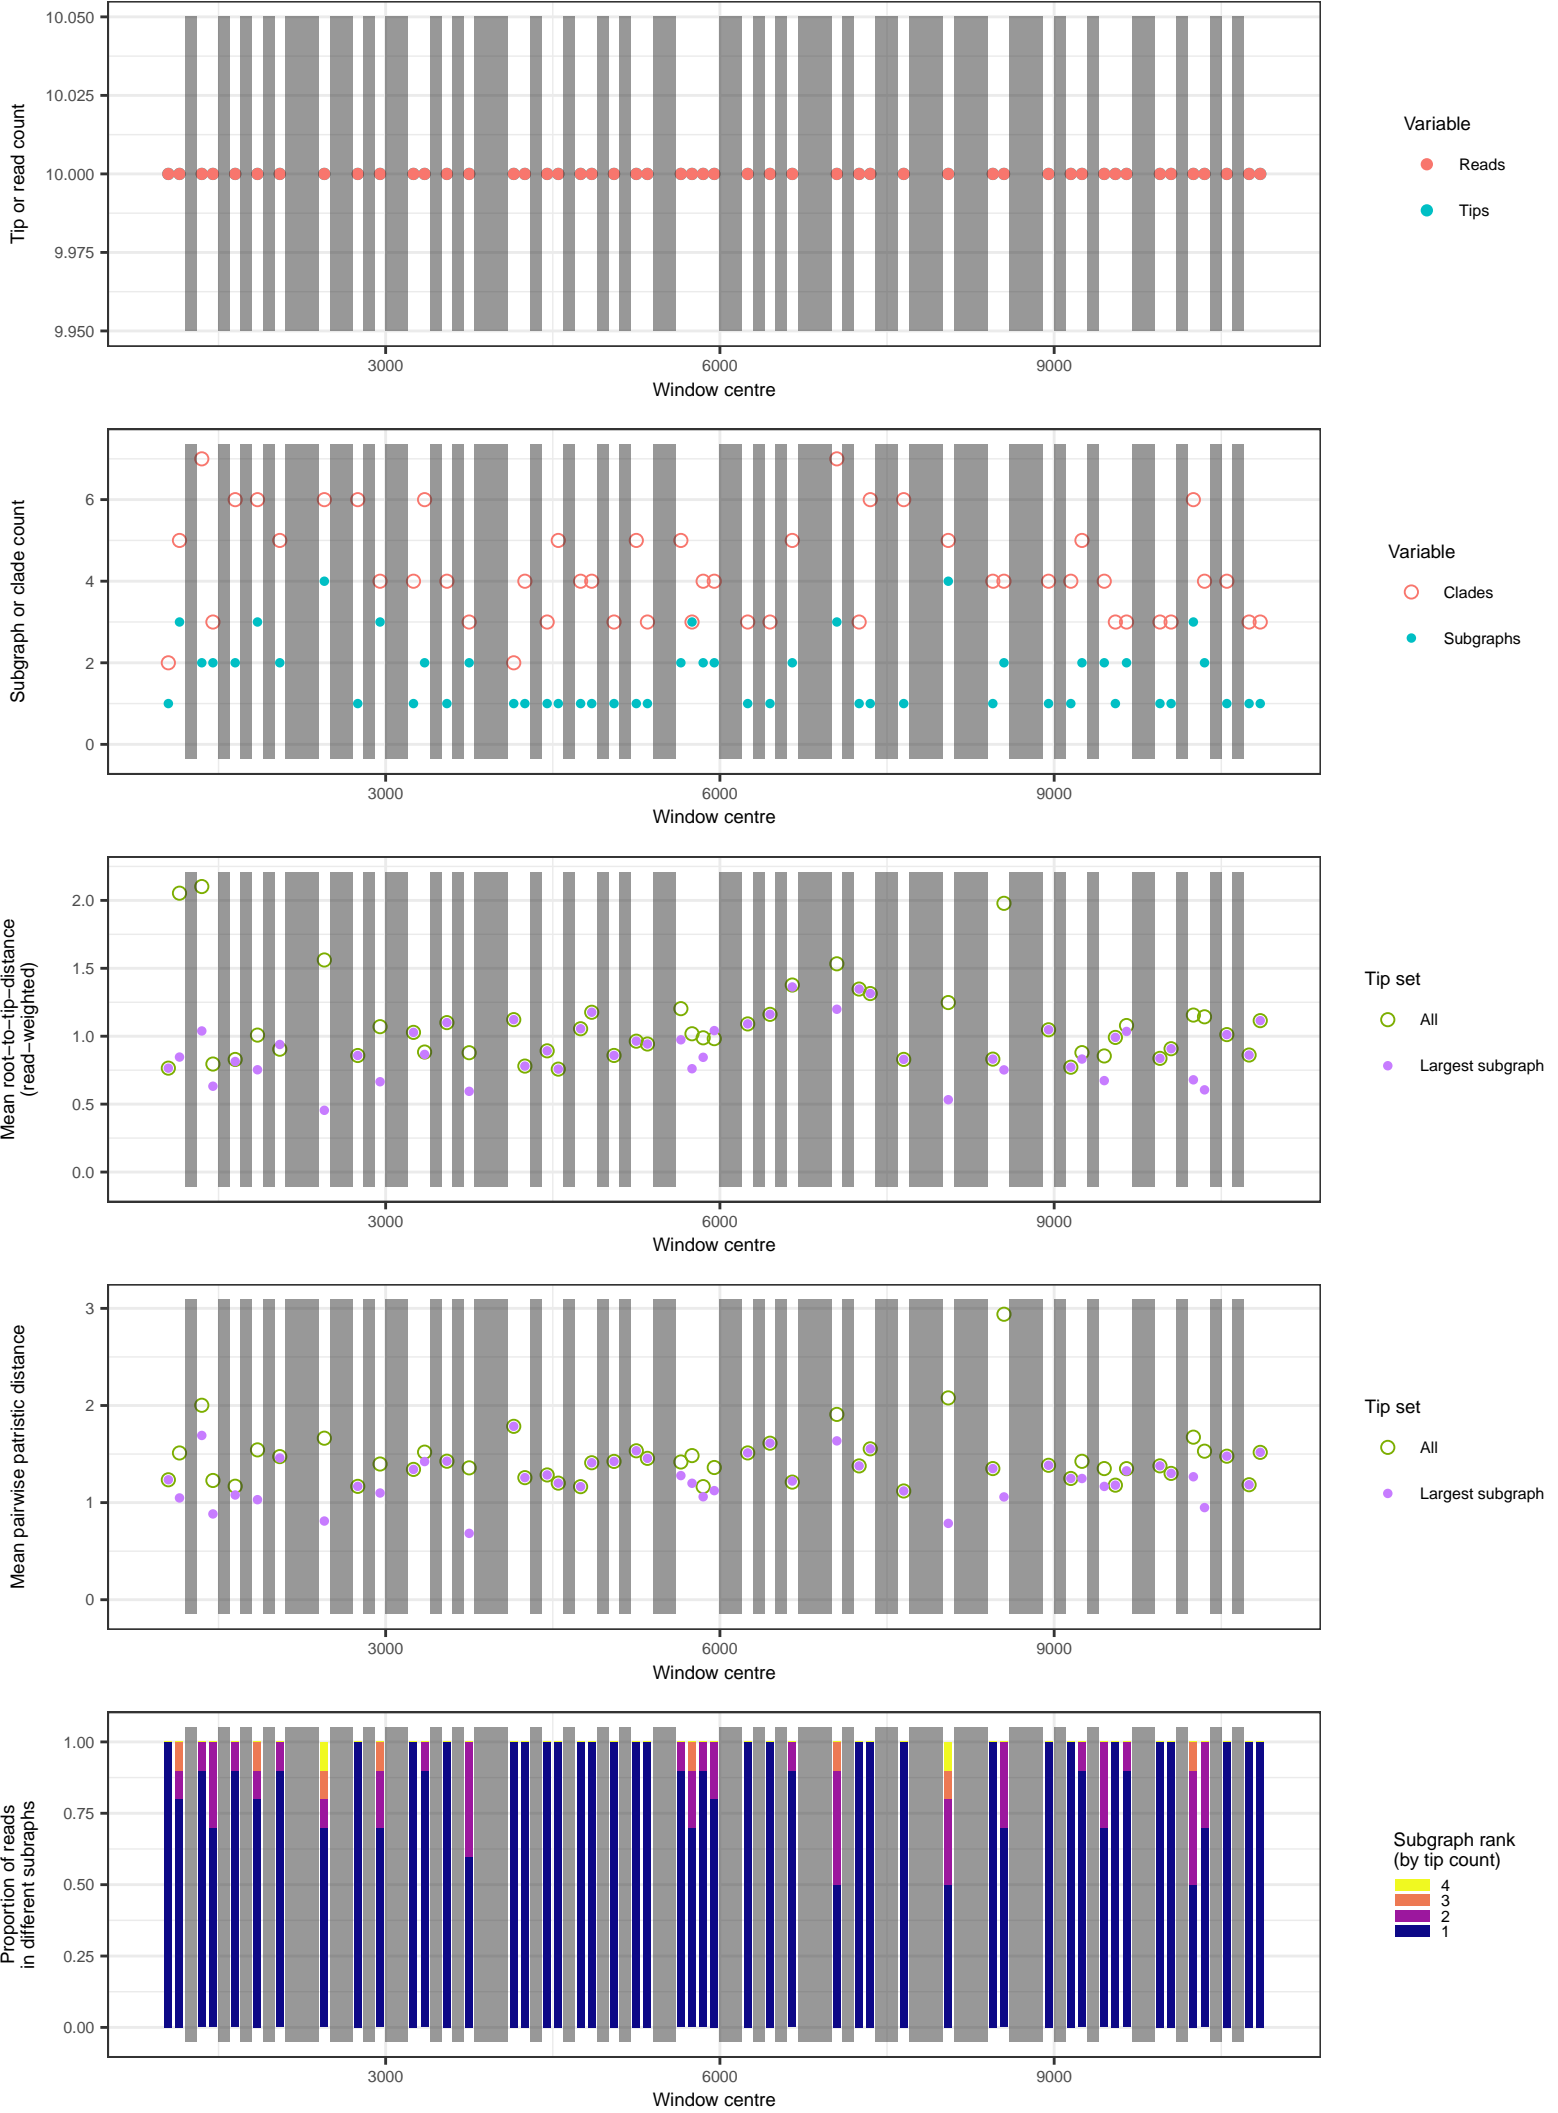 10.050
10.025
10.000
9.975
9.950
Tip or read count
3000
6000
9000
Window centre
Variable
Reads
Tips
6
4
2
0
Subgraph or clade count
3000
6000
9000
Window centre
Variable
Clades
Subgraphs
2.0
1.5
1.0
0.5
0.0
Mean root−to−tip−distance
(read−weighted)
3000
6000
9000
Window centre
Tip set
All
Largest subgraph
3
2
1
0
Mean pairwise patristic distance
3000
6000
9000
Window centre
Tip set
All
Largest subgraph
1.00
0.75
0.50
0.25
0.00
Proportion of reads
in different subraphs
3000
6000
9000
Window centre
Subgraph rank
(by tip count)
4
3
2
1